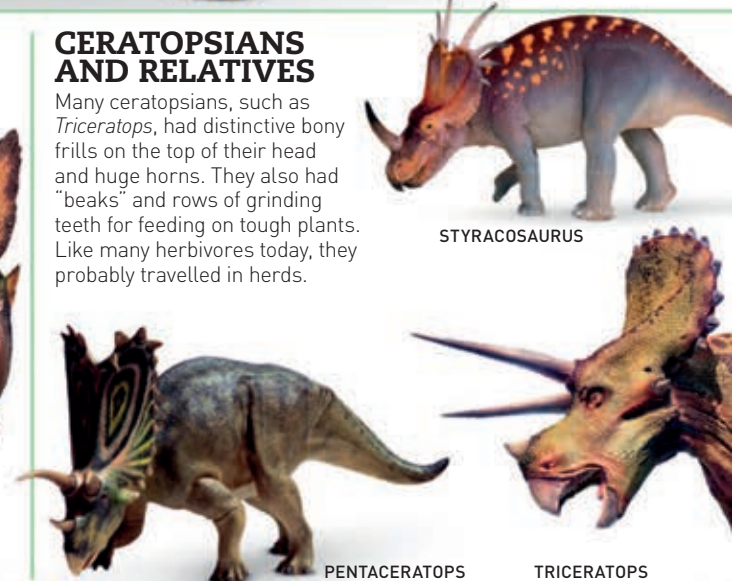 CERATOPSIANS
AND RELATIVES
Many ceratopsians, such as
Triceratops, had distinctive bony
frills on the top of their head
and huge horns. They also had
“beaks” and rows of grinding
teeth for feeding on tough plants.
Like many herbivores today, they
probably travelled in herds.
STYRACOSAURUS
PENTACERATOPS
TRICERATOPS